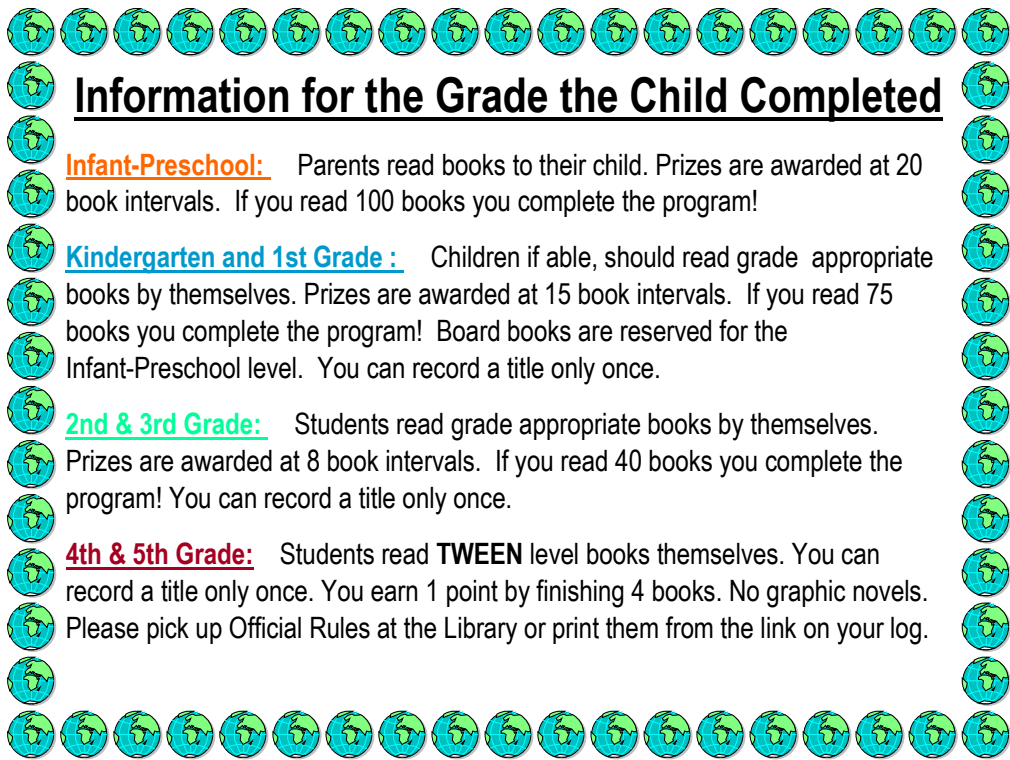 Information for the Grade the Child Completed
Infant-Preschool: Parents read books to their child. Prizes are awarded at 20
book intervals. If you read 100 books you complete the program!
Kindergarten and 1st Grade : Children if able, should read grade appropriate
books by themselves. Prizes are awarded at 15 book intervals. If you read 75
books you complete the program! Board books are reserved for the
Infant-Preschool level. You can record a title only once.
2nd & 3rd Grade: Students read grade appropriate books by themselves.
Prizes are awarded at 8 book intervals. If you read 40 books you complete the
program! You can record a title only once.
4th & 5th Grade: Students read TWEEN level books themselves. You can
record a title only once. You earn 1 point by finishing 4 books. No graphic novels.
Please pick up Official Rules at the Library or print them from the link on your log.